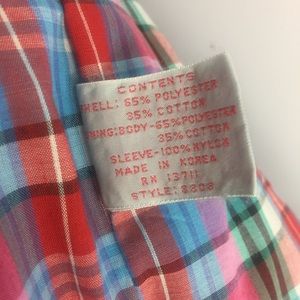 CONTENTS
SHELL: 65% POLYESTER
35% COTTON
LINING: BODY-65% POLYESTER
35% COTTON
SLEEVE-100% NYLON
MADE IN KOREA
RN 13711
STYLE: 8808